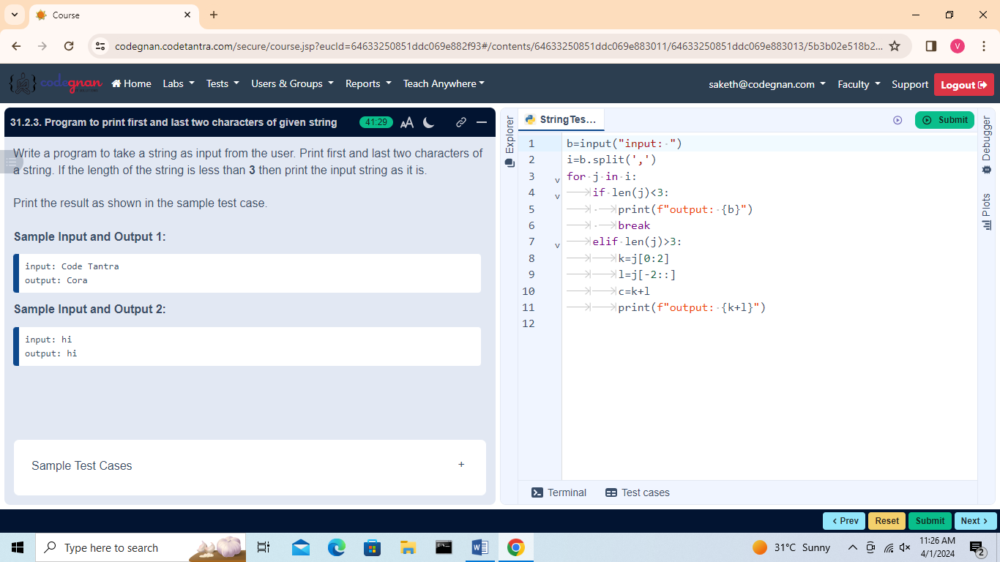 Course
codegnan.codetantra.com/secure/course.jsp?eucId=64633250851ddc069e882f93#/contents/64633250851ddc069e883011/64633250851ddc069e883013/5b3b02e518b2...
V
codegnan
Home Labs Tests Users & Groups Reports Teach Anywhere saketh@codegnan.com Faculty Support Logout
31.2.3. Program to print first and last two characters of given string 41:29 AA
Write a program to take a string as input from the user. Print first and last two characters of
a string. If the length of the string is less than 3 then print the input string as it is.
Print the result as shown in the sample test case.
Sample Input and Output 1:
input: Code Tantra
output: Cora
Sample Input and Output 2:
input: hi
output: hi
Sample Test Cases +
Explorer
StringTes...
Submit
1 b=input("input: ")
2 i=b.split(',')
3 for j in i:
4 if len(j)<3:
5 print(f"output: {b}")
6 break
7 elif len(j)>3:
8 k=j[0:2]
9 l=j[-2::]
10 c=k+l
11 print(f"output: {k+l}")
12
Debugger
Plots
Terminal Test cases
< Prev Reset Submit Next >
Type here to search
31°C Sunny
11:26 AM
4/1/2024
2